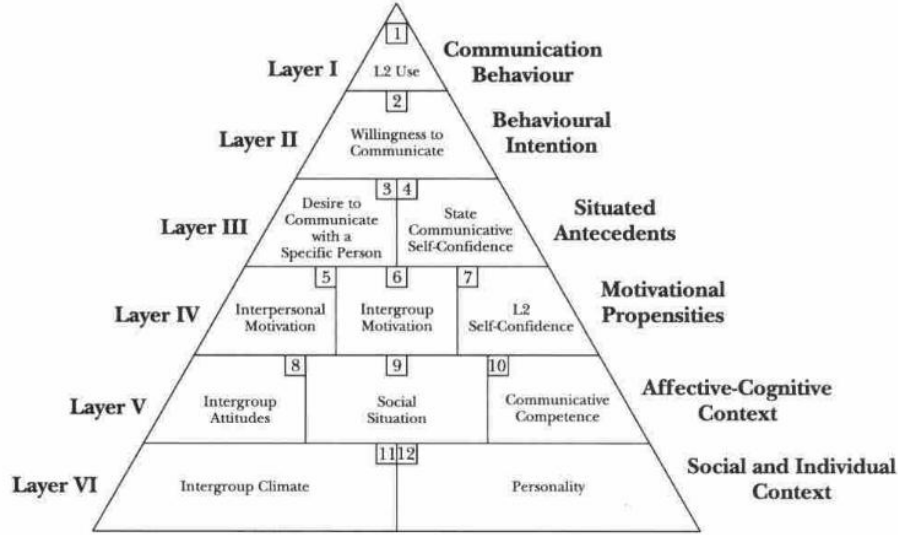 1
Layer I
L2 Use
Communication
Behaviour
2
Layer II
Willingness to
Communicate
Behavioural
Intention
3
4
Layer III
Desire to
Communicate
with a
Specific Person
State
Communicative
Self-Confidence
Situated
Antecedents
5
6
7
Layer IV
Interpersonal
Motivation
Intergroup
Motivation
L2
Self-Confidence
Motivational
Propensities
8
9
10
Layer V
Intergroup
Attitudes
Social
Situation
Communicative
Competence
Affective-Cognitive
Context
11
12
Layer VI
Intergroup Climate
Personality
Social and Individual
Context